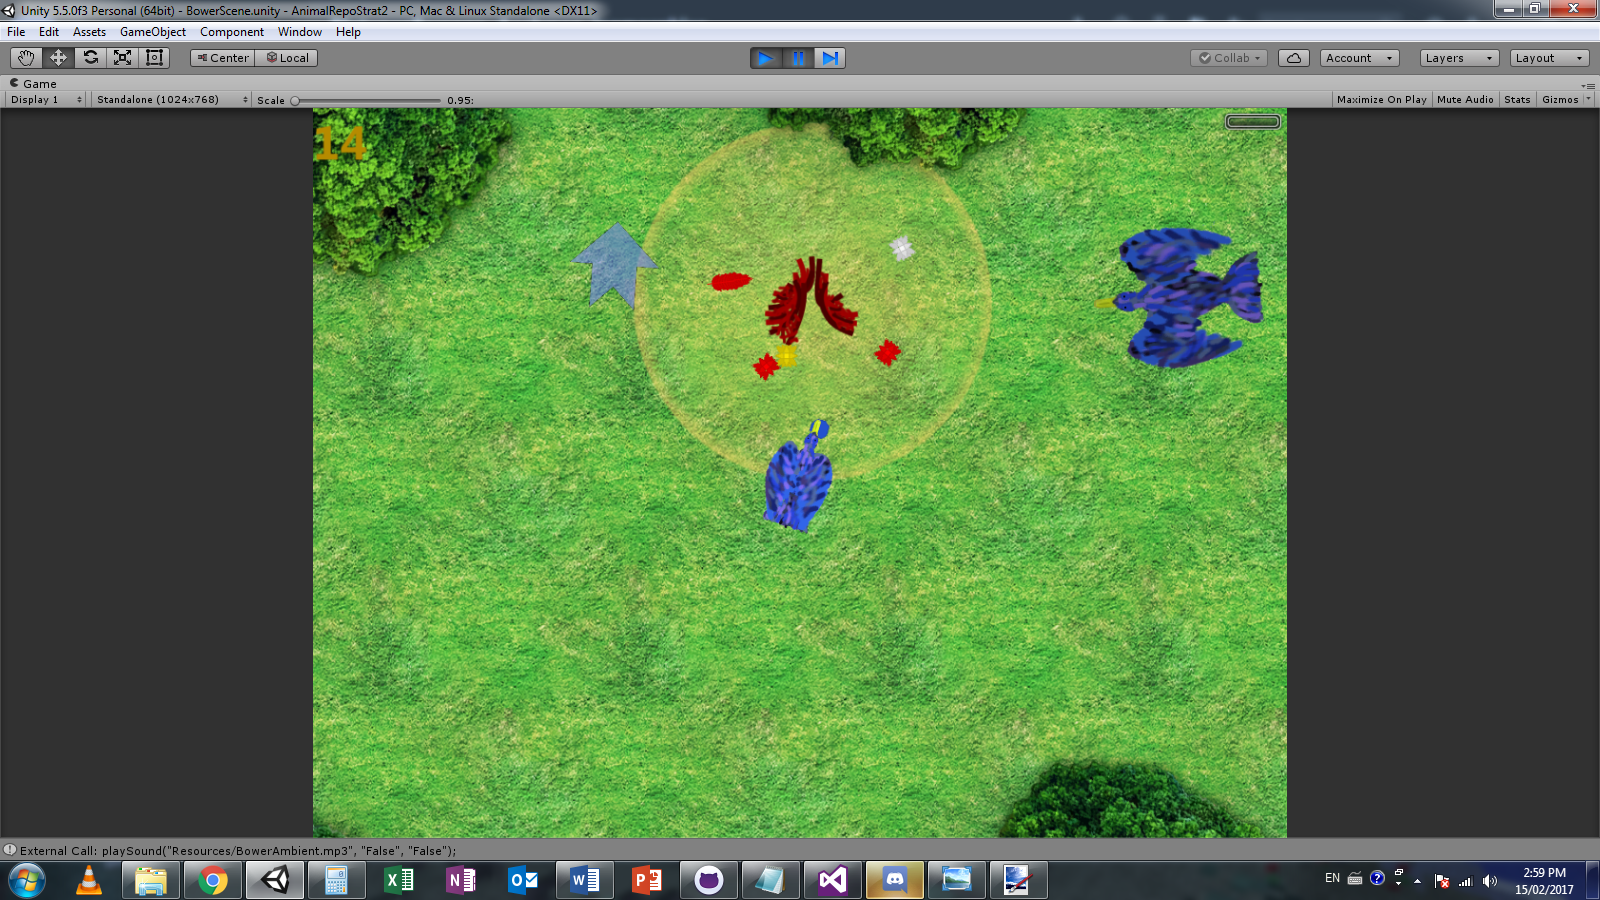 Unity 5.5.0f3 Personal (64bit) - BowerScene.unity - AnimalRepoStrat2 - PC, Mac & Linux Standalone <DX11>
File Edit Assets GameObject Component Window Help
Center Local Collab Account Layers Layout
Game
Display 1 Standalone (1024x768) Scale 0.95: Maximize On Play Mute Audio Stats Gizmos
14
External Call: playSound("Resources/BowerAmbient.mp3", "False", "False");
EN 2:59 PM
15/02/2017